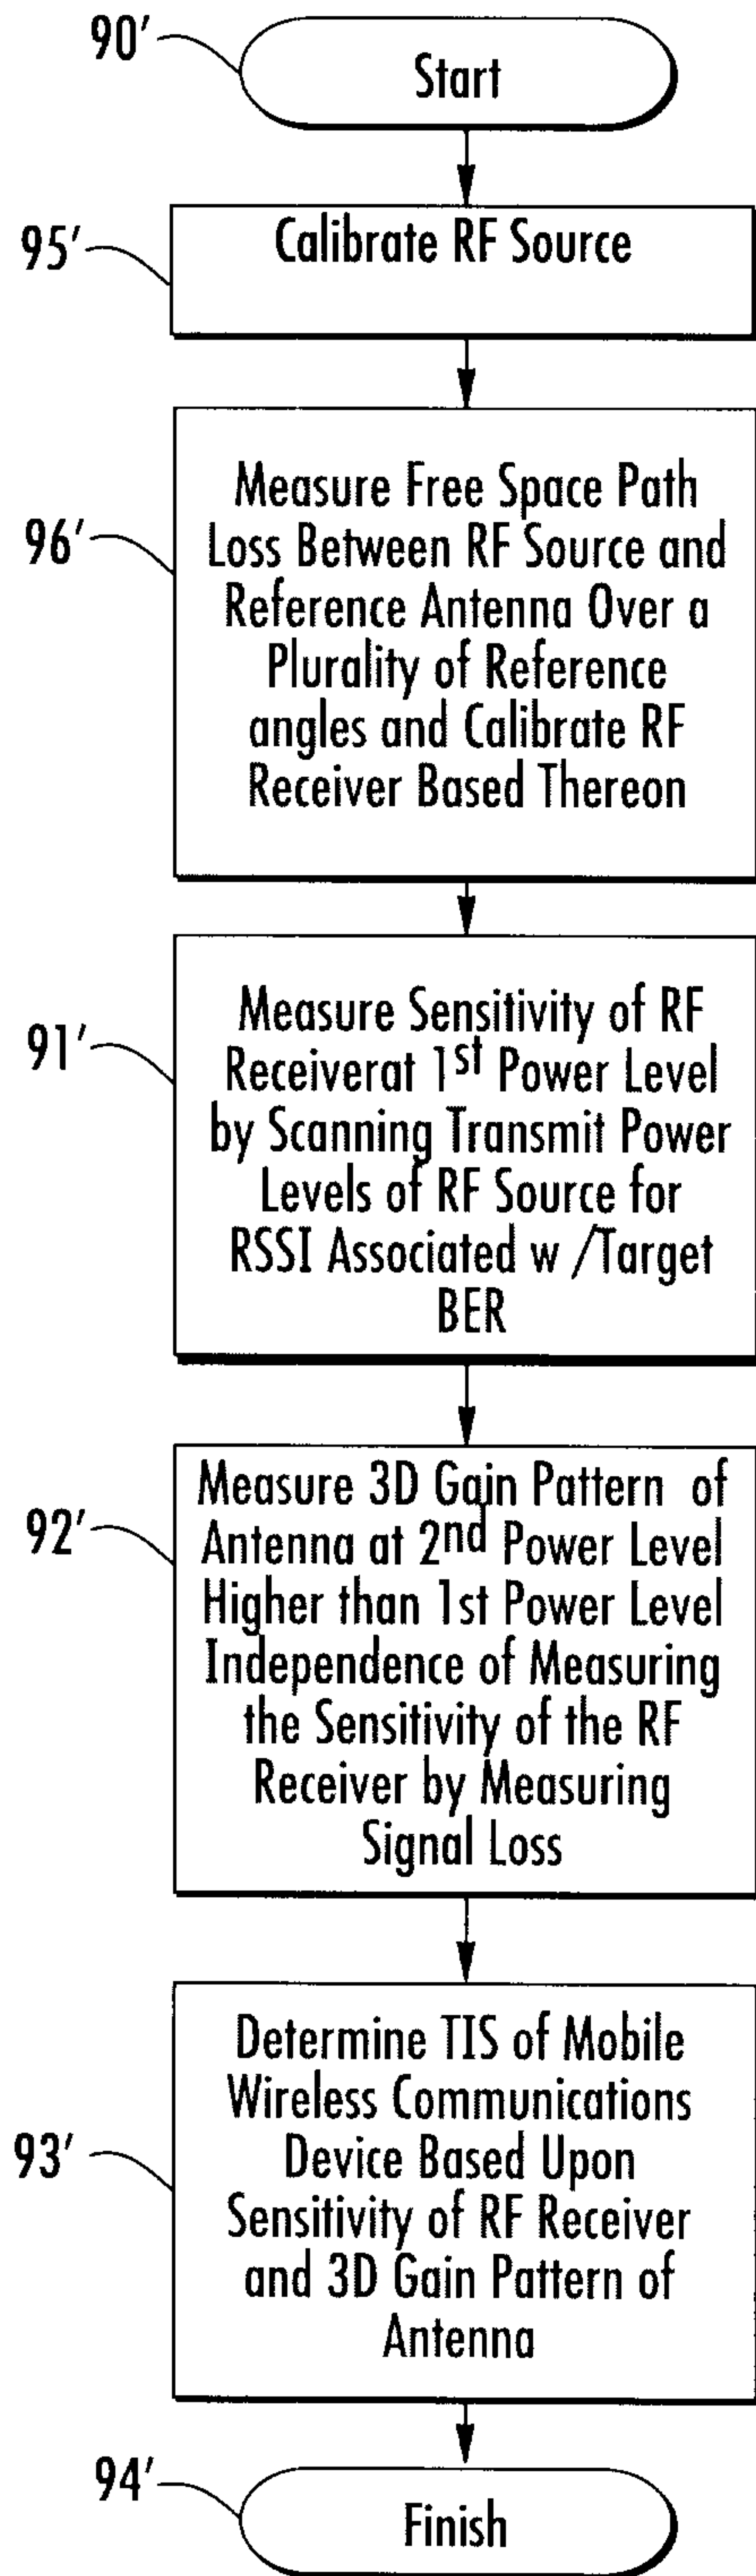 90'
Start
95'
Calibrate RF Source
96'
Measure Free Space Path
Loss Between RF Source and
Reference Antenna Over a
Plurality of Reference
angles and Calibrate RF
Receiver Based Thereon
91'
Measure Sensitivity of RF
Receiverat 1st Power Level
by Scanning Transmit Power
Levels of RF Source for
RSSI Associated w /Target
BER
92'
Measure 3D Gain Pattern of
Antenna at 2nd Power Level
Higher than 1st Power Level
Independence of Measuring
the Sensitivity of the RF
Receiver by Measuring
Signal Loss
93'
Determine TIS of Mobile
Wireless Communications
Device Based Upon
Sensitivity of RF Receiver
and 3D Gain Pattern of
Antenna
94'
Finish